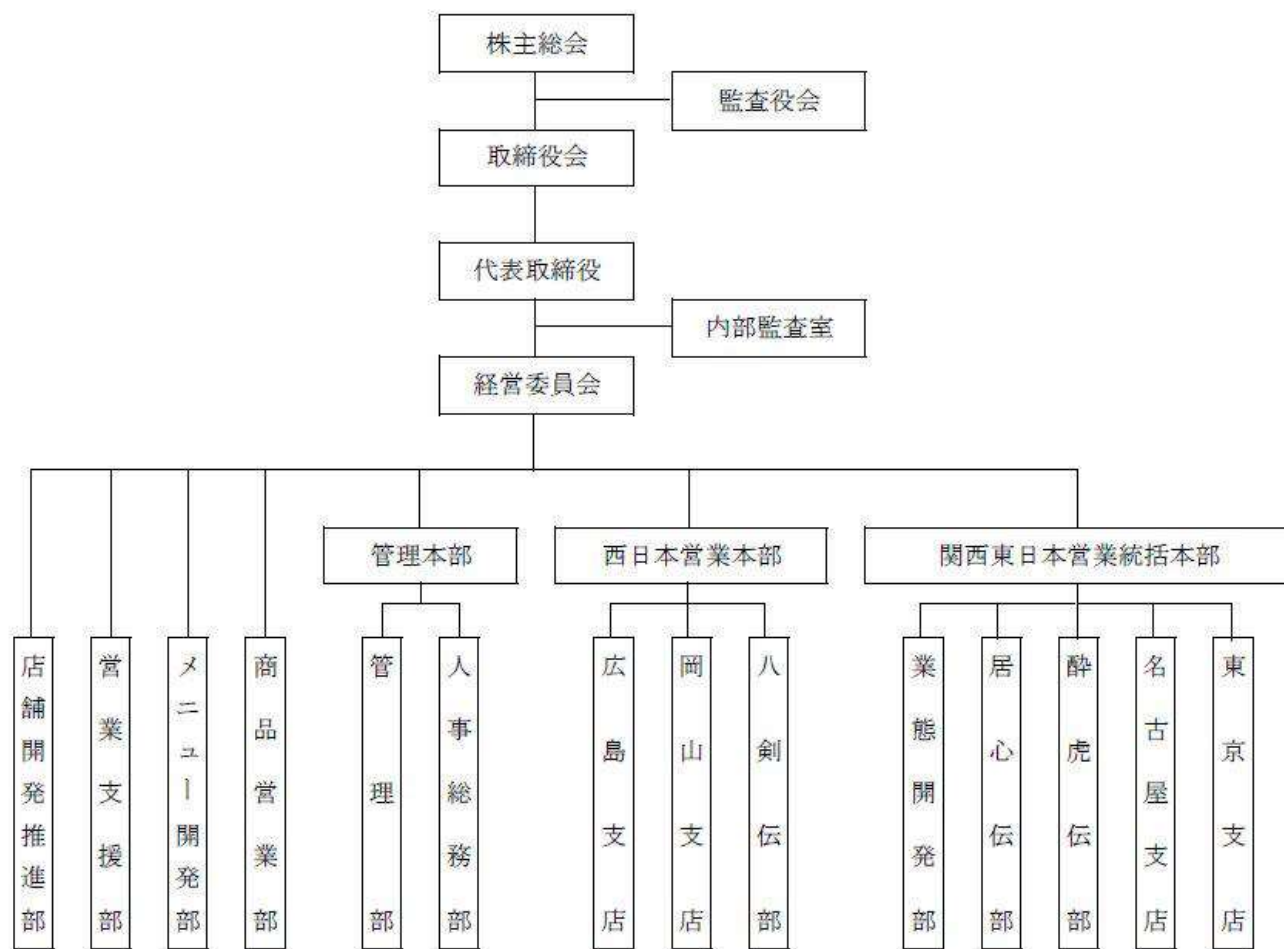 株主総会
監査役会
取締役会
代表取締役
内部監査室
経営委員会
管理本部
西日本営業本部
関西東日本営業統括本部
店舗開発推進部
営業支援部
メニュー開発部
商品営業部
管理部
人事総務部
広島支店
岡山支店
八剣伝部
業態開発部
居心伝部
酔虎伝部
名古屋支店
東京支店